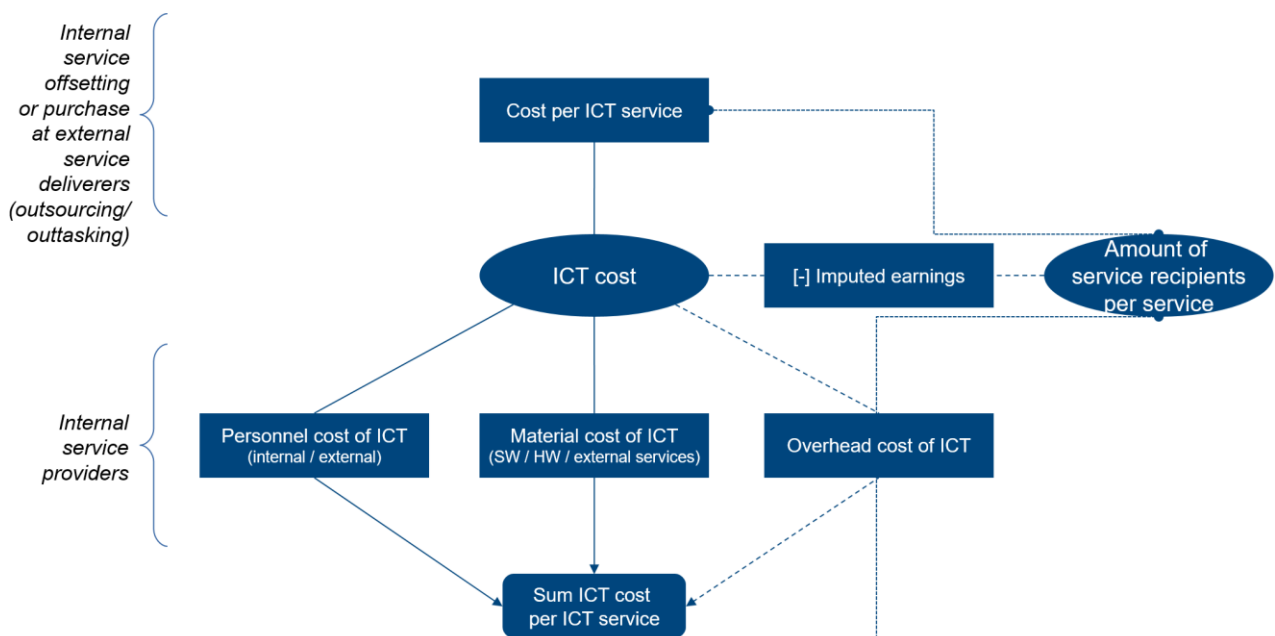 Internal
service
offsetting
or purchase
at external
service
deliverers
(outsourcing/
outtasking)
Cost per ICT service
ICT cost
[-] Imputed earnings
Amount of
service recipients
per service
Internal
service
providers
Personnel cost of ICT
(internal / external)
Material cost of ICT
(SW / HW / external services)
Overhead cost of ICT
Sum ICT cost
per ICT service